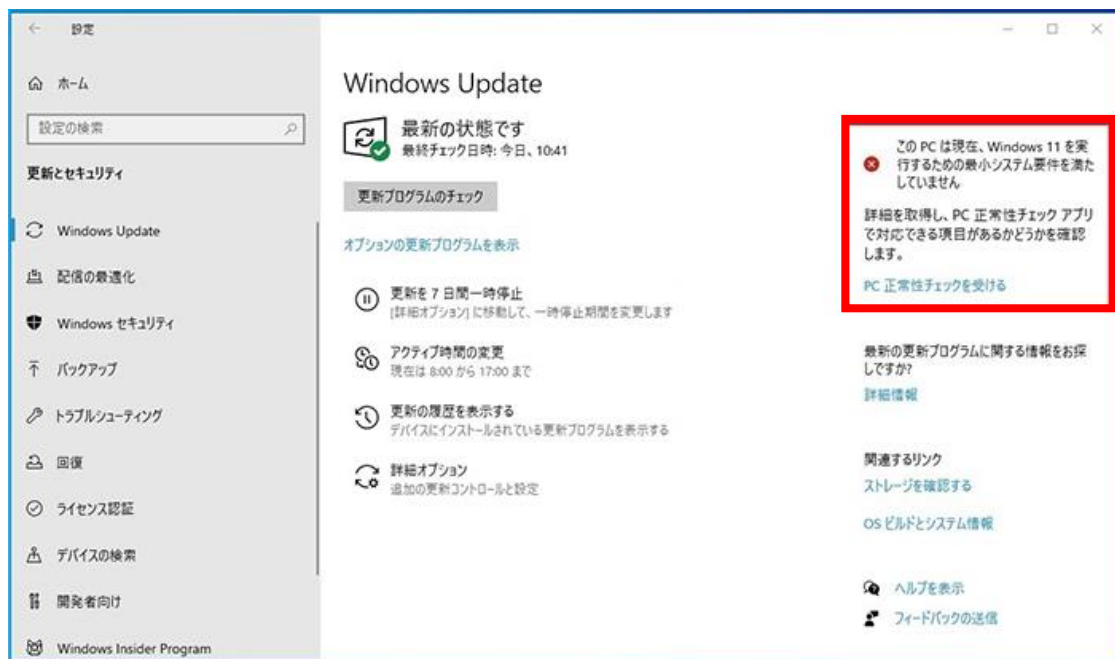 設定
ホーム
設定の検索
更新とセキュリティ
Windows Update
配信の最適化
Windows セキュリティ
バックアップ
トラブルシューティング
回復
ライセンス認証
デバイスの検索
開発者向け
Windows Insider Program
Windows Update
最新の状態です
最終チェック日時: 今日、10:41
更新プログラムのチェック
オプションの更新プログラムを表示
更新を 7 日間一時停止
[詳細オプション] に移動して、一時停止期間を変更します
アクティブ時間の変更
現在は 8:00 から 17:00 まで
更新の履歴を表示する
デバイスにインストールされている更新プログラムを表示する
詳細オプション
追加の更新コントロールと設定
この PC は現在、Windows 11 を実
行するための最小システム要件を満た
していません
詳細を取得し、PC 正常性チェック アプリ
で対応できる項目があるかどうかを確認
します。
PC 正常性チェックを受ける
最新の更新プログラムに関する情報をお探
しですか?
詳細情報
関連するリンク
ストレージを確認する
OS ビルドとシステム情報
ヘルプを表示
フィードバックの送信